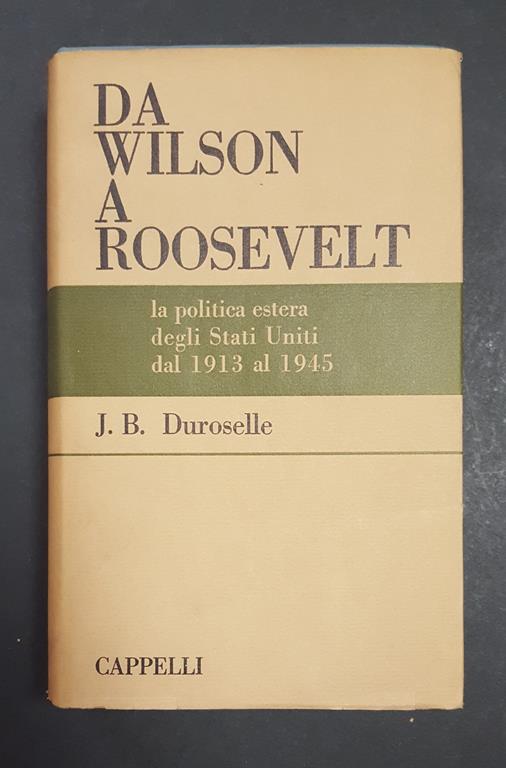 DA
WILSON
A
ROOSEVELT
la politica estera
degli Stati Uniti
dal 1913 al 1945
J. B. Duroselle
CAPPELLI